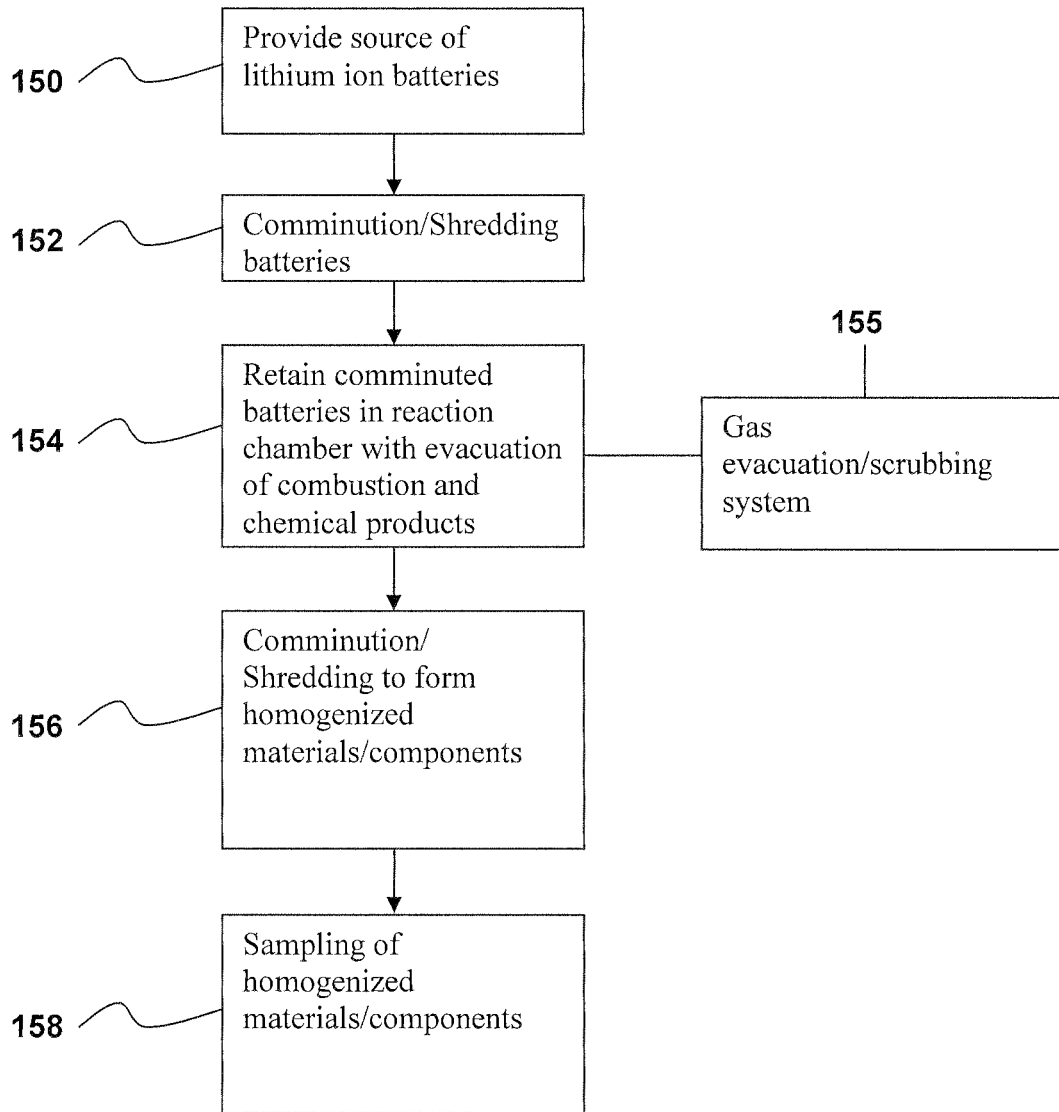 150
Provide source of
lithium ion batteries
152
Comminution/Shredding
batteries
155
154
Retain comminuted
batteries in reaction
chamber with evacuation
of combustion and
chemical products
Gas
evacuation/scrubbing
system
156
Comminution/
Shredding to form
homogenized
materials/components
158
Sampling of
homogenized
materials/components